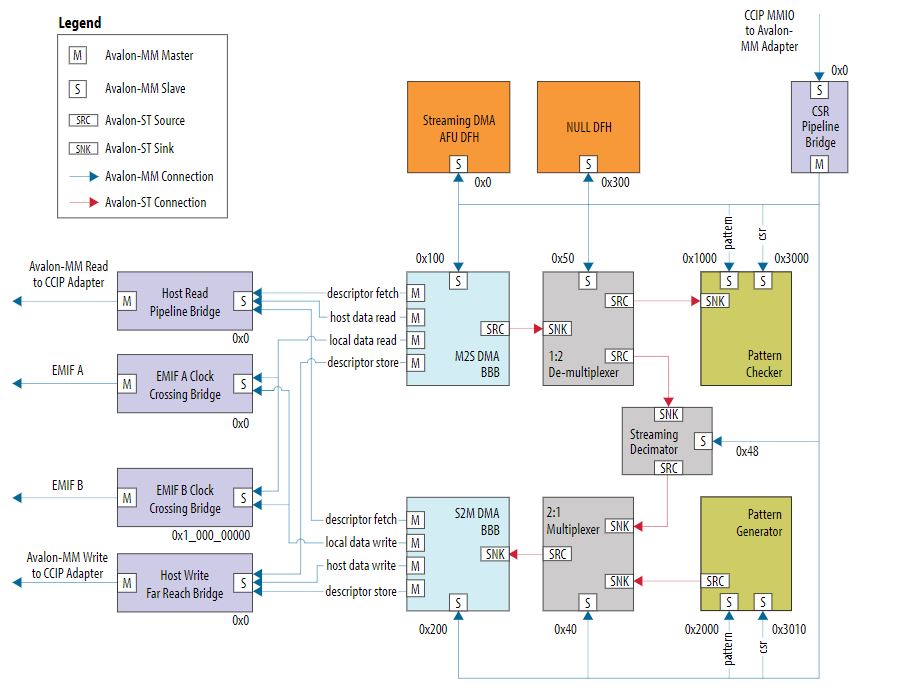 Legend
M Avalon-MM Master
S Avalon-MM Slave
SRC Avalon-ST Source
SNK Avalon-ST Sink
Avalon-MM Connection
Avalon-ST Connection
CCIP MMIO
to Avalon-
MM Adapter
0x0
S
CSR
Pipeline
Bridge
M
Streaming DMA
AFU DFH
S
0x0
NULL DFH
S
0x300
pattern
csr
0x100
0x50
0x1000
0x3000
Avalon-MM Read
to CCIP Adapter
M
Host Read
Pipeline Bridge
S
0x0
EMIF A
M
EMIF A Clock
Crossing Bridge
S
0x0
EMIF B
M
EMIF B Clock
Crossing Bridge
S
0x1_000_00000
Avalon-MM Write
to CCIP Adapter
M
Host Write
Far Reach Bridge
S
0x0
descriptor fetch
host data read
local data read
descriptor store
S
M
M
M
M
SRC
M2S DMA
BBB
S
SRC
SNK
1:2
SRC
De-multiplexer
S
S
SNK
Pattern
Checker
SNK
Streaming
Decimator
S
SRC
0x48
descriptor fetch
local data write
host data write
descriptor store
M
M
M
M
S2M DMA
BBB
SNK
S
0x200
2:1
Multiplexer
SNK
SRC
SNK
S
0x40
Pattern
Generator
SRC
S
S
0x2000
0x3010
pattern
csr